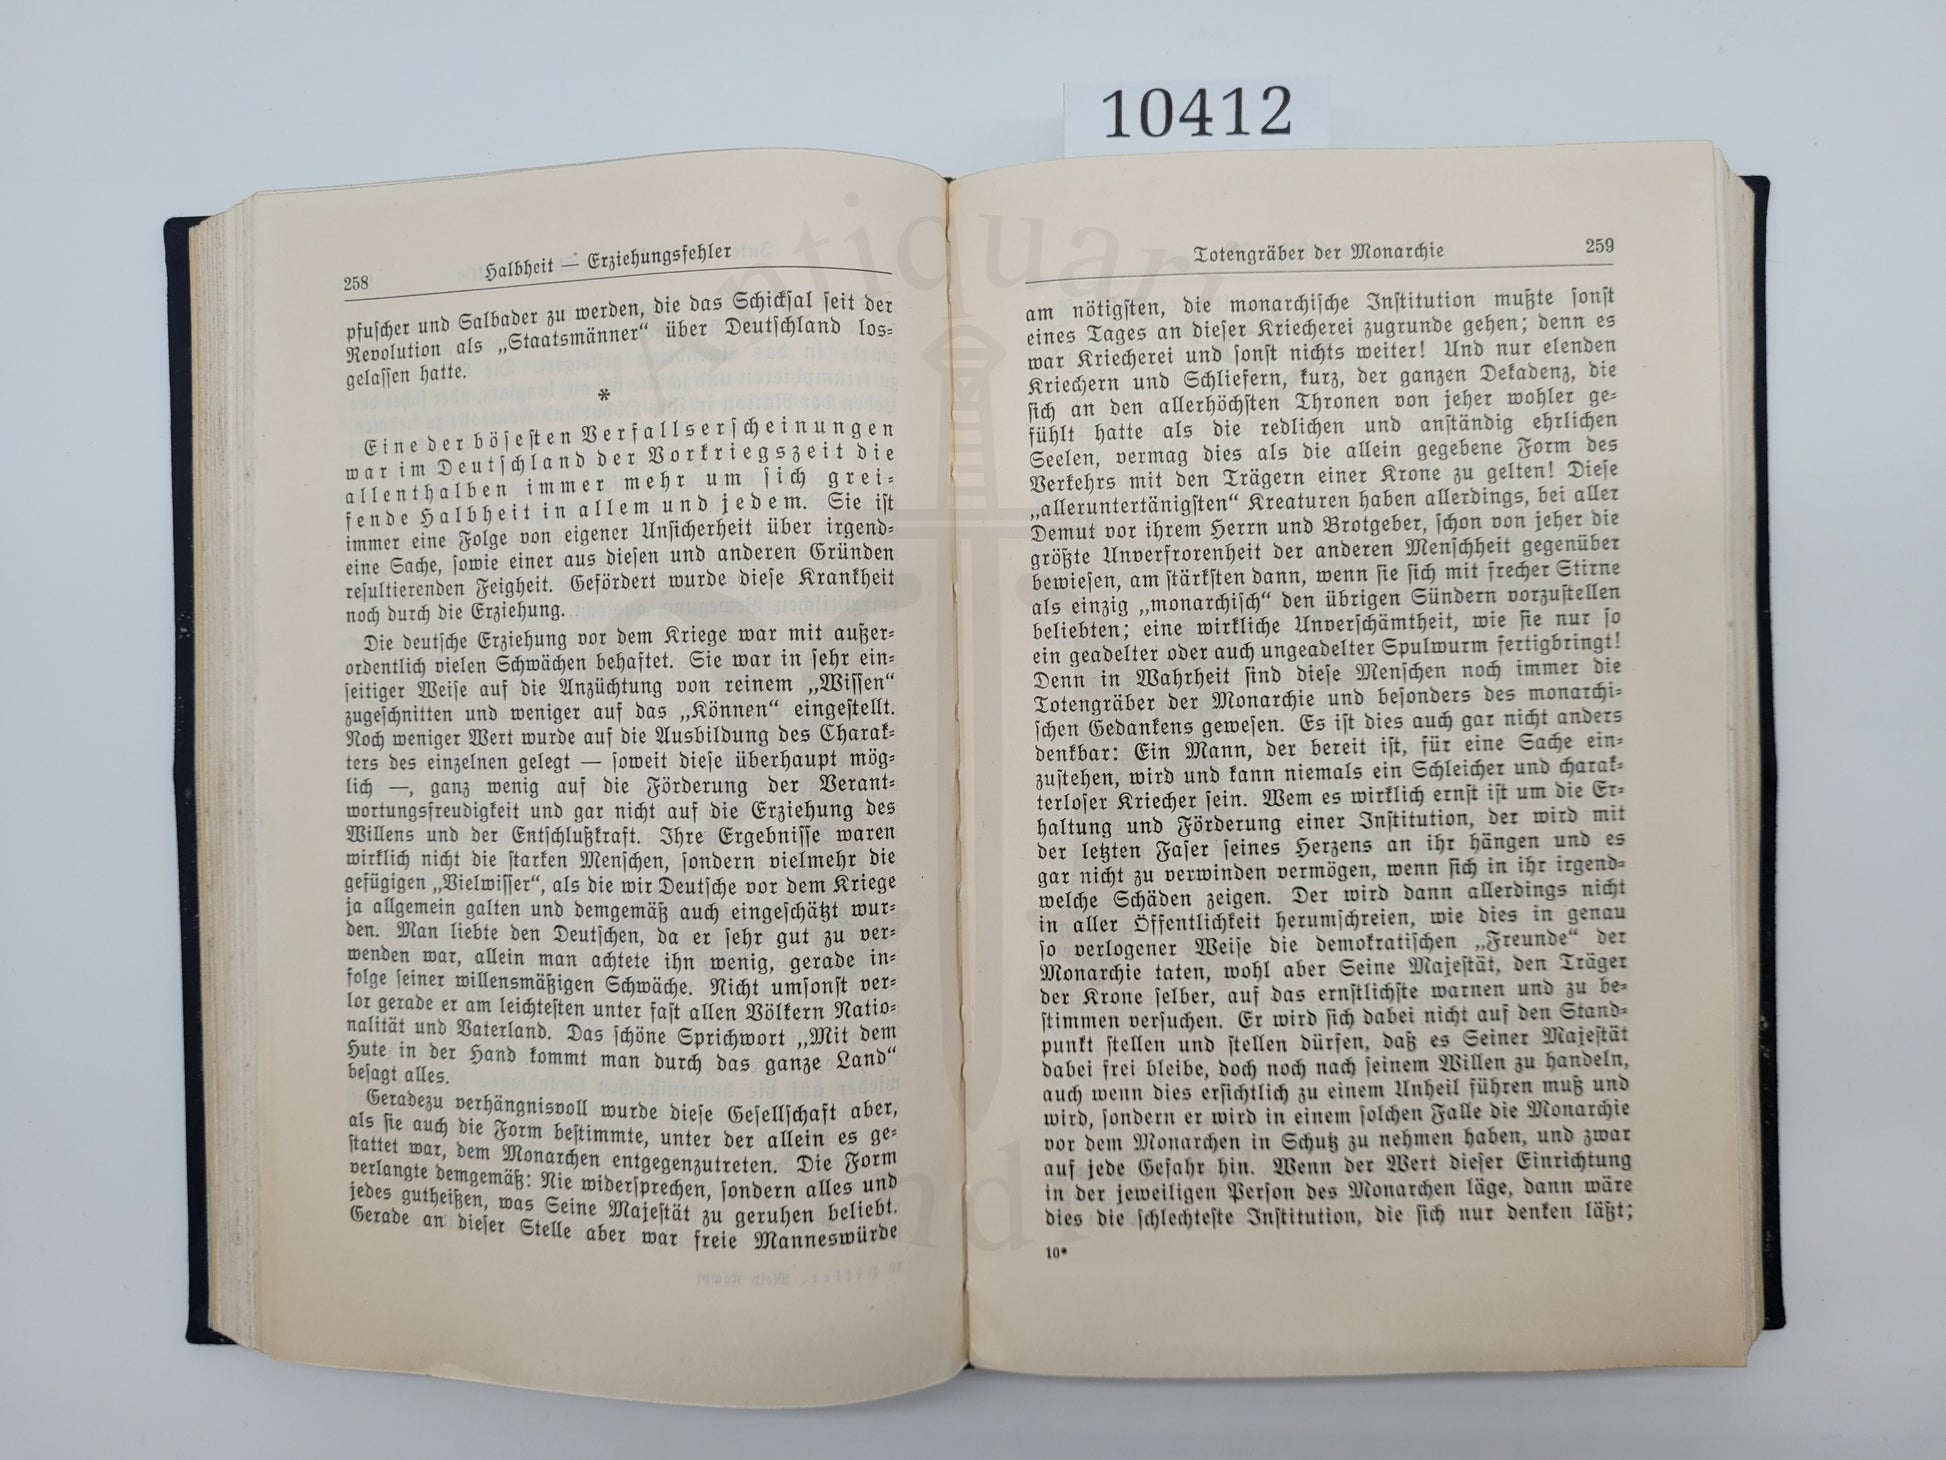 10412
258
Halbheit — Erziehungsfehler
pfuscher und Salbader zu werden, die das Schicksal seit der
Revolution als „Staatsmänner“ über Deutschland los-
gelassen hatte.
*
Eine der bösesten Verfallserscheinungen
war im Deutschland der Vorkriegszeit die
allenthalben immer mehr um sich grei-
fende Halbheit in allem und jedem. Sie ist
immer eine Folge von eigener Unsicherheit über irgend-
eine Sache, sowie einer aus diesen und anderen Gründen
resultierenden Feigheit. Gefördert wurde diese Krankheit
noch durch die Erziehung.
Die deutsche Erziehung vor dem Kriege war mit außer-
ordentlich vielen Schwächen behaftet. Sie war in sehr ein-
seitiger Weise auf die Anzüchtung von reinem „Wissen“
zugeschnitten und weniger auf das „Können“ eingestellt.
Noch weniger Wert wurde auf die Ausbildung des Charak-
ters des einzelnen gelegt — soweit diese überhaupt mög-
lich —, ganz wenig auf die Förderung der Verant-
wortungsfreudigkeit und gar nicht auf die Erziehung des
Willens und der Entschlußkraft. Ihre Ergebnisse waren
wirklich nicht die starken Menschen, sondern vielmehr die
gefügigen „Vielwisser“, als die wir Deutsche vor dem Kriege
ja allgemein galten und demgemäß auch eingeschätzt wur-
den. Man liebte den Deutschen, da er sehr gut zu ver-
wenden war, allein man achtete ihn wenig, gerade in-
folge seiner willensmäßigen Schwäche. Nicht umsonst ver-
lor gerade er am leichtesten unter fast allen Völkern Natio-
nalität und Vaterland. Das schöne Sprichwort „Mit dem
Hute in der Hand kommt man durch das ganze Land“
besagt alles.
Geradezu verhängnisvoll wurde diese Gesellschaft aber,
als sie auch die Form bestimmte, unter der allein es ge-
stattet war, dem Monarchen entgegenzutreten. Die Form
verlangte demgemäß: Nie widersprechen, sondern alles und
jedes gutheißen, was Seine Majestät zu geruhen beliebt.
Gerade an dieser Stelle aber war freie Manneswürde
Totengräber der Monarchie
259
am nötigsten, die monarchische Institution mußte sonst
eines Tages an dieser Kriecherei zugrunde gehen; denn es
war Kriecherei und sonst nichts weiter! Und nur elenden
Kriechern und Schliefern, kurz, der ganzen Dekadenz, die
sich an den allerhöchsten Thronen von jeher wohler ge-
fühlt hatte als die redlichen und anständig ehrlichen
Seelen, vermag dies als die allein gegebene Form des
Verkehrs mit den Trägern einer Krone zu gelten! Diese
„alleruntertänigsten“ Kreaturen haben allerdings, bei aller
Demut vor ihrem Herrn und Brotgeber, schon von jeher die
größte Unverfrorenheit der anderen Menschheit gegenüber
bewiesen, am stärksten dann, wenn sie sich mit frecher Stirne
als einzig „monarchisch“ den übrigen Sündern vorzustellen
beliebten; eine wirkliche Unverschämtheit, wie sie nur so
ein geadelter oder auch ungeadelter Spulwurm fertigbringt!
Denn in Wahrheit sind diese Menschen noch immer die
Totengräber der Monarchie und besonders des monarchi-
schen Gedankens gewesen. Es ist dies auch gar nicht anders
denkbar: Ein Mann, der bereit ist, für eine Sache ein-
zustehen, wird und kann niemals ein Schleicher und charak-
terloser Kriecher sein. Wem es wirklich ernst ist um die Er-
haltung und Förderung einer Institution, der wird mit
der letzten Faser seines Herzens an ihr hängen und es
gar nicht zu verwinden vermögen, wenn sich in ihr irgend-
welche Schäden zeigen. Der wird dann allerdings nicht
in aller Öffentlichkeit herumschreien, wie dies in genau
so verlogener Weise die demokratischen „Freunde“ der
Monarchie taten, wohl aber Seine Majestät, den Träger
der Krone selber, auf das ernstlichste warnen und zu be-
stimmen versuchen. Er wird sich dabei nicht auf den Stand-
punkt stellen und stellen dürfen, daß es Seiner Majestät
dabei frei bleibe, doch noch nach seinem Willen zu handeln,
auch wenn dies ersichtlich zu einem Unheil führen muß und
wird, sondern er wird in einem solchen Falle die Monarchie
vor dem Monarchen in Schutz zu nehmen haben, und zwar
auf jede Gefahr hin. Wenn der Wert dieser Einrichtung
in der jeweiligen Person des Monarchen läge, dann wäre
dies die schlechteste Institution, die sich nur denken läßt;
10*